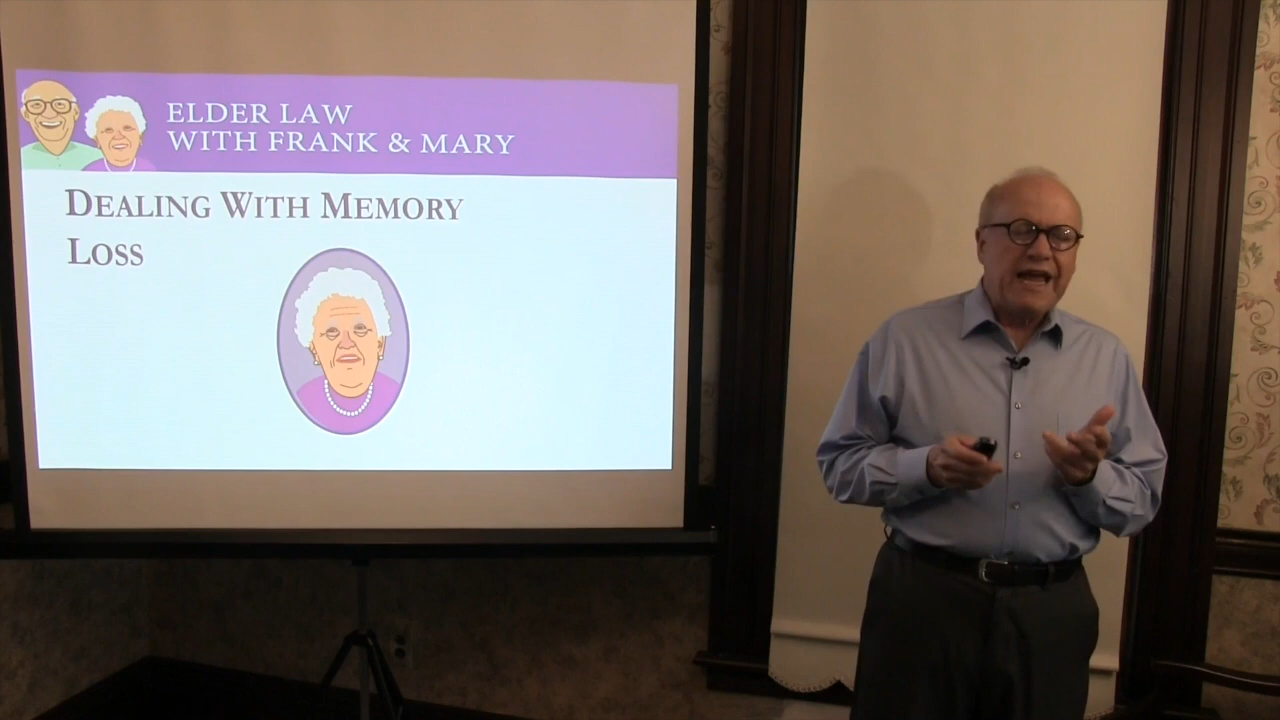 ELDER LAW
WITH FRANK & MARY
DEALING WITH MEMORY
LOSS